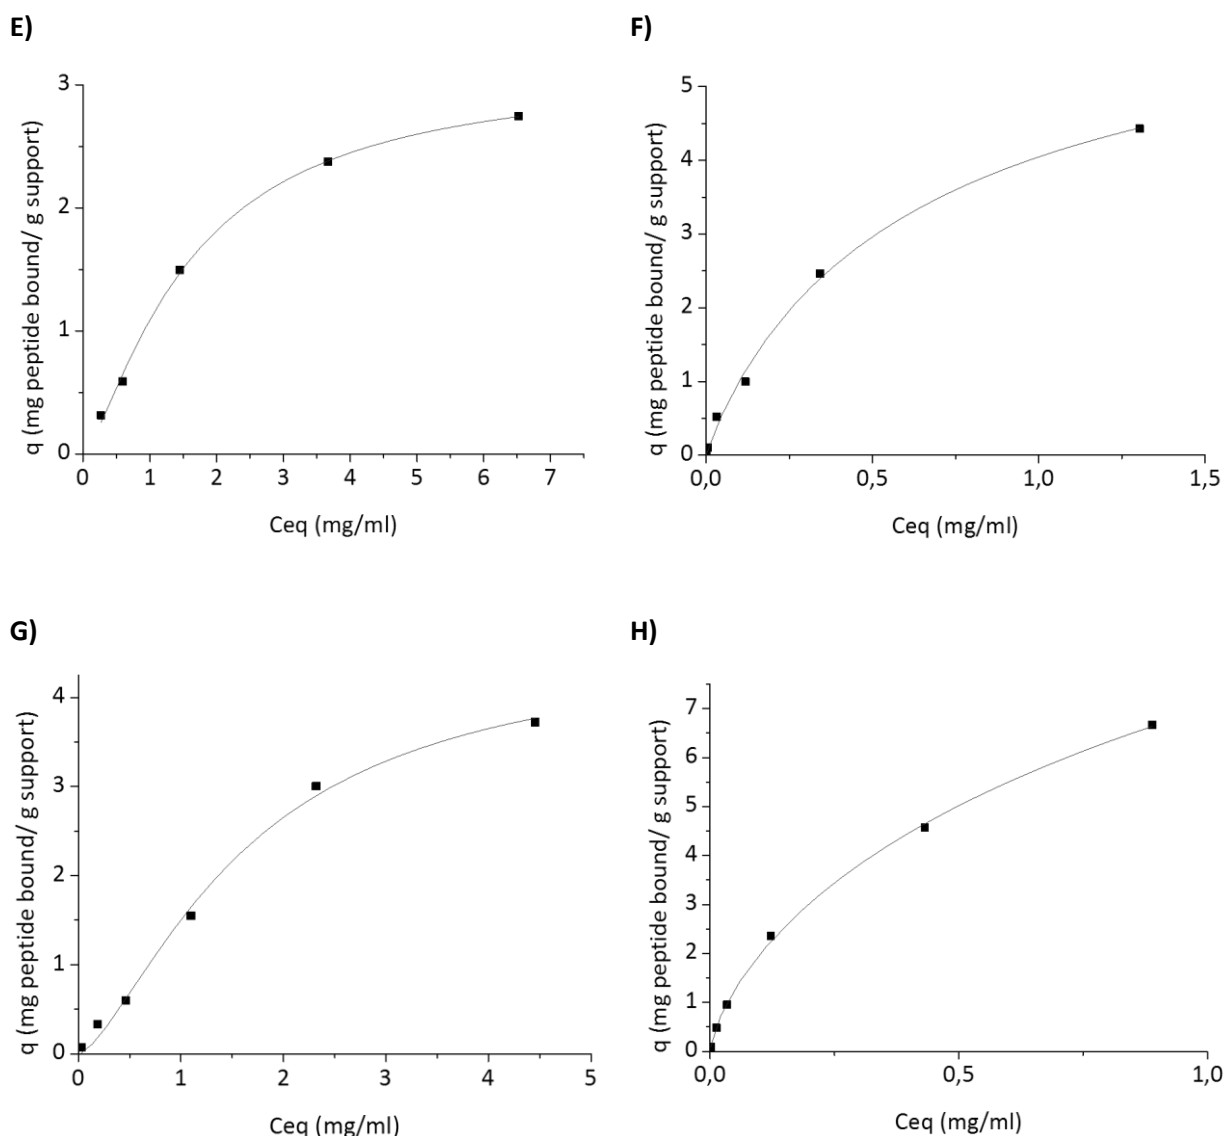 E)
q (mg peptide bound/ g support)
3
2
1
0
0 1 2 3 4 5 6 7
Ceq (mg/ml)
F)
q (mg peptide bound/ g support)
5
4
3
2
1
0
0,0 0,5 1,0 1,5
Ceq (mg/ml)
G)
q (mg peptide bound/ g support)
4
3
2
1
0
0 1 2 3 4 5
Ceq (mg/ml)
H)
q (mg peptide bound/ g support)
7
6
5
4
3
2
1
0
0,0 0,5 1,0
Ceq (mg/ml)